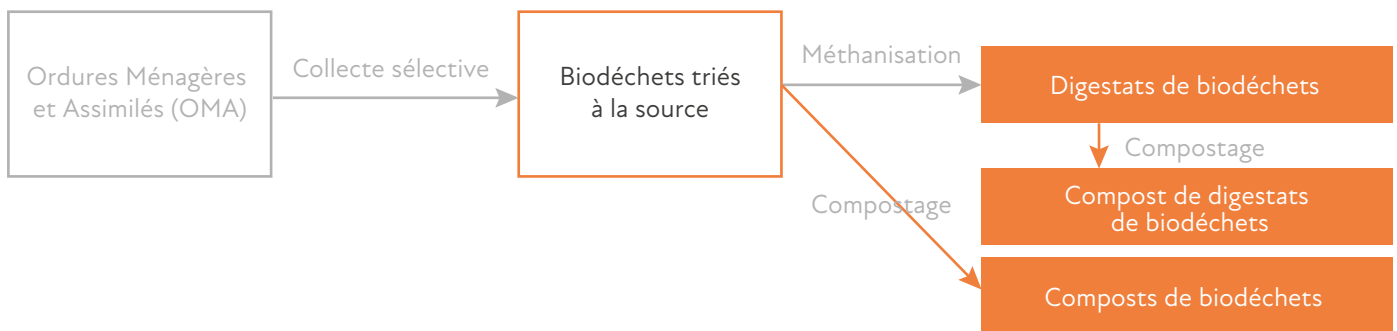 Ordures Ménagères
et Assimilés (OMA)
Collecte sélective
Biodéchets triés
à la source
Méthanisation
Digestats de biodéchets
Compostage
Compost de digestats
de biodéchets
Compostage
Composts de biodéchets